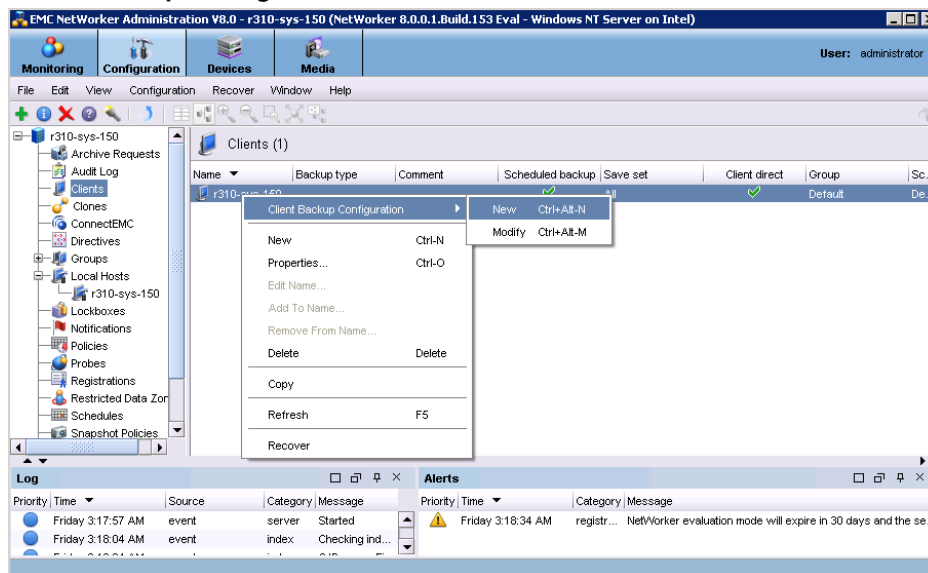 EMC NetWorker Administration V8.0 - r310-sys-150 (NetWorker 8.0.0.1.Build.153 Eval - Windows NT Server on Intel)
Monitoring Configuration Devices Media User: administrator
File Edit View Configuration Recover Window Help
r310-sys-150
Archive Requests
Audit Log
Clients
Clones
ConnectEMC
Directives
Groups
Local Hosts
r310-sys-150
Lockboxes
Notifications
Policies
Probes
Registrations
Restricted Data Zon
Schedules
Snapshot Policies
Clients (1)
Name Backup type Comment Scheduled backup Save set Client direct Group Sc.
Default De.
Client Backup Configuration
New Ctrl-N
Properties... Ctrl-O
Edit Name...
Add To Name...
Remove From Name...
Delete Delete
Copy
Refresh F5
Recover
New Ctrl+Alt-N
Modify Ctrl+Alt-M
Log
Priority Time Source Category Message
Friday 3:17:57 AM event server Started
Friday 3:18:04 AM event index Checking ind...
Alerts
Priority Time Category Message
Friday 3:18:34 AM registr... NetWorker evaluation mode will expire in 30 days and the se.